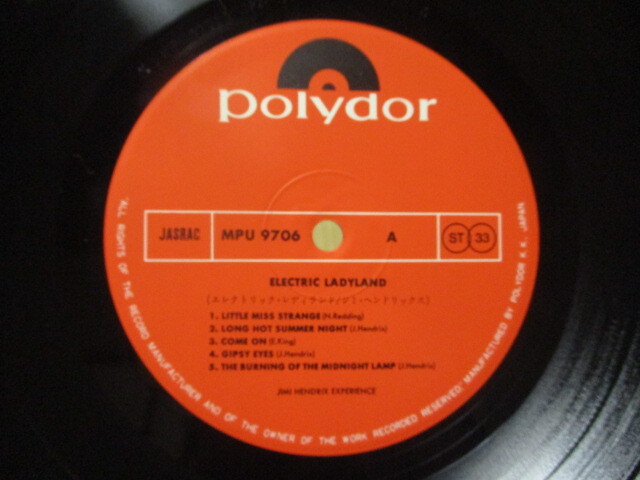 polydor
JASRAC MPU 9706 A ST 33
ELECTRIC LADYLAND
(エレクトリック・レディランド/ジミ・ヘンドリックス)
1. LITTLE MISS STRANGE (N.Redding)
2. LONG HOT SUMMER NIGHT (J.Hendrix)
3. COME ON (E.King)
4. GIPSY EYES (J.Hendrix)
5. THE BURNING OF THE MIDNIGHT LAMP (J.Hendrix)
JIMI HENDRIX EXPERIENCE
"ALL RIGHTS OF THE RECORD MANUFACTURER AND OF THE OWNER OF THE WORK RECORDED RESERVED" MANUFACTURED BY POLYDOR K.K. JAPAN